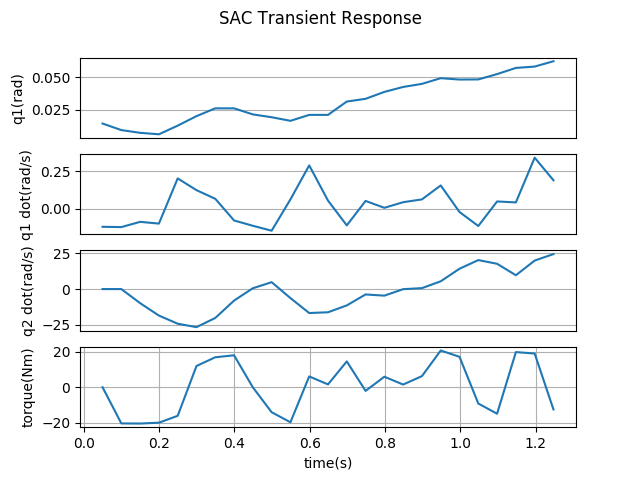 SAC Transient Response
q1(rad)
0.050
0.025
q1 dot(rad/s)
0.25
0.00
q2 dot(rad/s)
25
0
−25
torque(Nm)
20
0
−20
0.0 0.2 0.4 0.6 0.8 1.0 1.2
time(s)